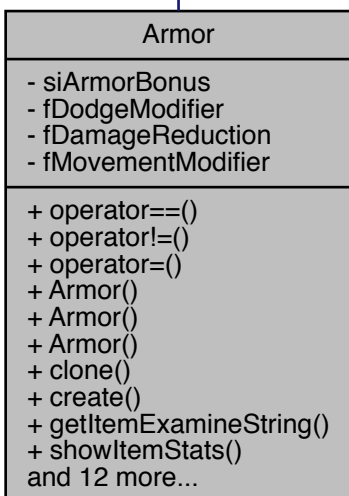 Armor
- siArmorBonus
- fDodgeModifier
- fDamageReduction
- fMovementModifier
+ operator==()
+ operator!=()
+ operator=()
+ Armor()
+ Armor()
+ Armor()
+ clone()
+ create()
+ getItemExamineString()
+ showItemStats()
and 12 more...